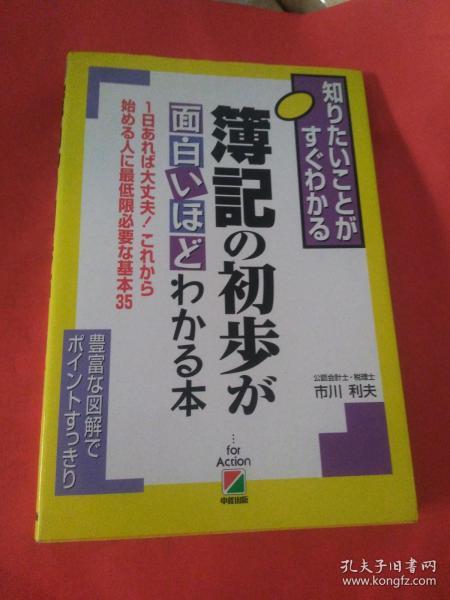 知りたいことが
すぐわかる
簿記の初歩が
面白いほどわかる本
1日あれば大丈夫!これから
始める人に最低限必要な基本35
豊富な図解で
ポイントすっきり
公認会計士・税理士
市川 利夫
…for
Action
中経出版
孔夫子旧书网
www.kongfz.com